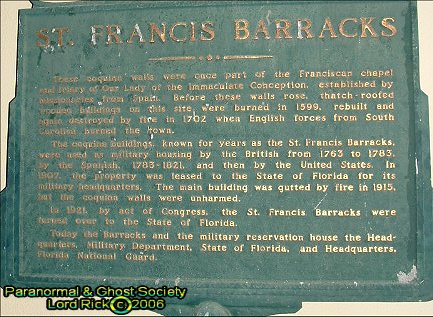 ST. FRANCIS BARRACKS
These coquina walls were once part of the Franciscan chapel
and friary of Our Lady of the Immaculate Conception, established by
missionaries from Spain. Before these walls rose, thatch-roofed
wooden buildings on this site were burned in 1599, rebuilt and
again destroyed by fire in 1702 when English forces from South
Carolina burned the town.
The coquina buildings, known for years as the St. Francis Barracks,
were used as military housing by the British from 1763 to 1783,
by the Spanish, 1783-1821, and then by the United States. In
1907, the property was leased to the State of Florida for its
military headquarters. The main building was gutted by fire in 1915,
but the coquina walls were unharmed.
In 1921, by act of Congress, the St. Francis Barracks were
turned over to the State of Florida.
Today the Barracks and the military reservation house the Head-
quarters, Military Department, State of Florida, and Headquarters,
Florida National Guard.
Paranormal & Ghost Society
Lord Rick©2006